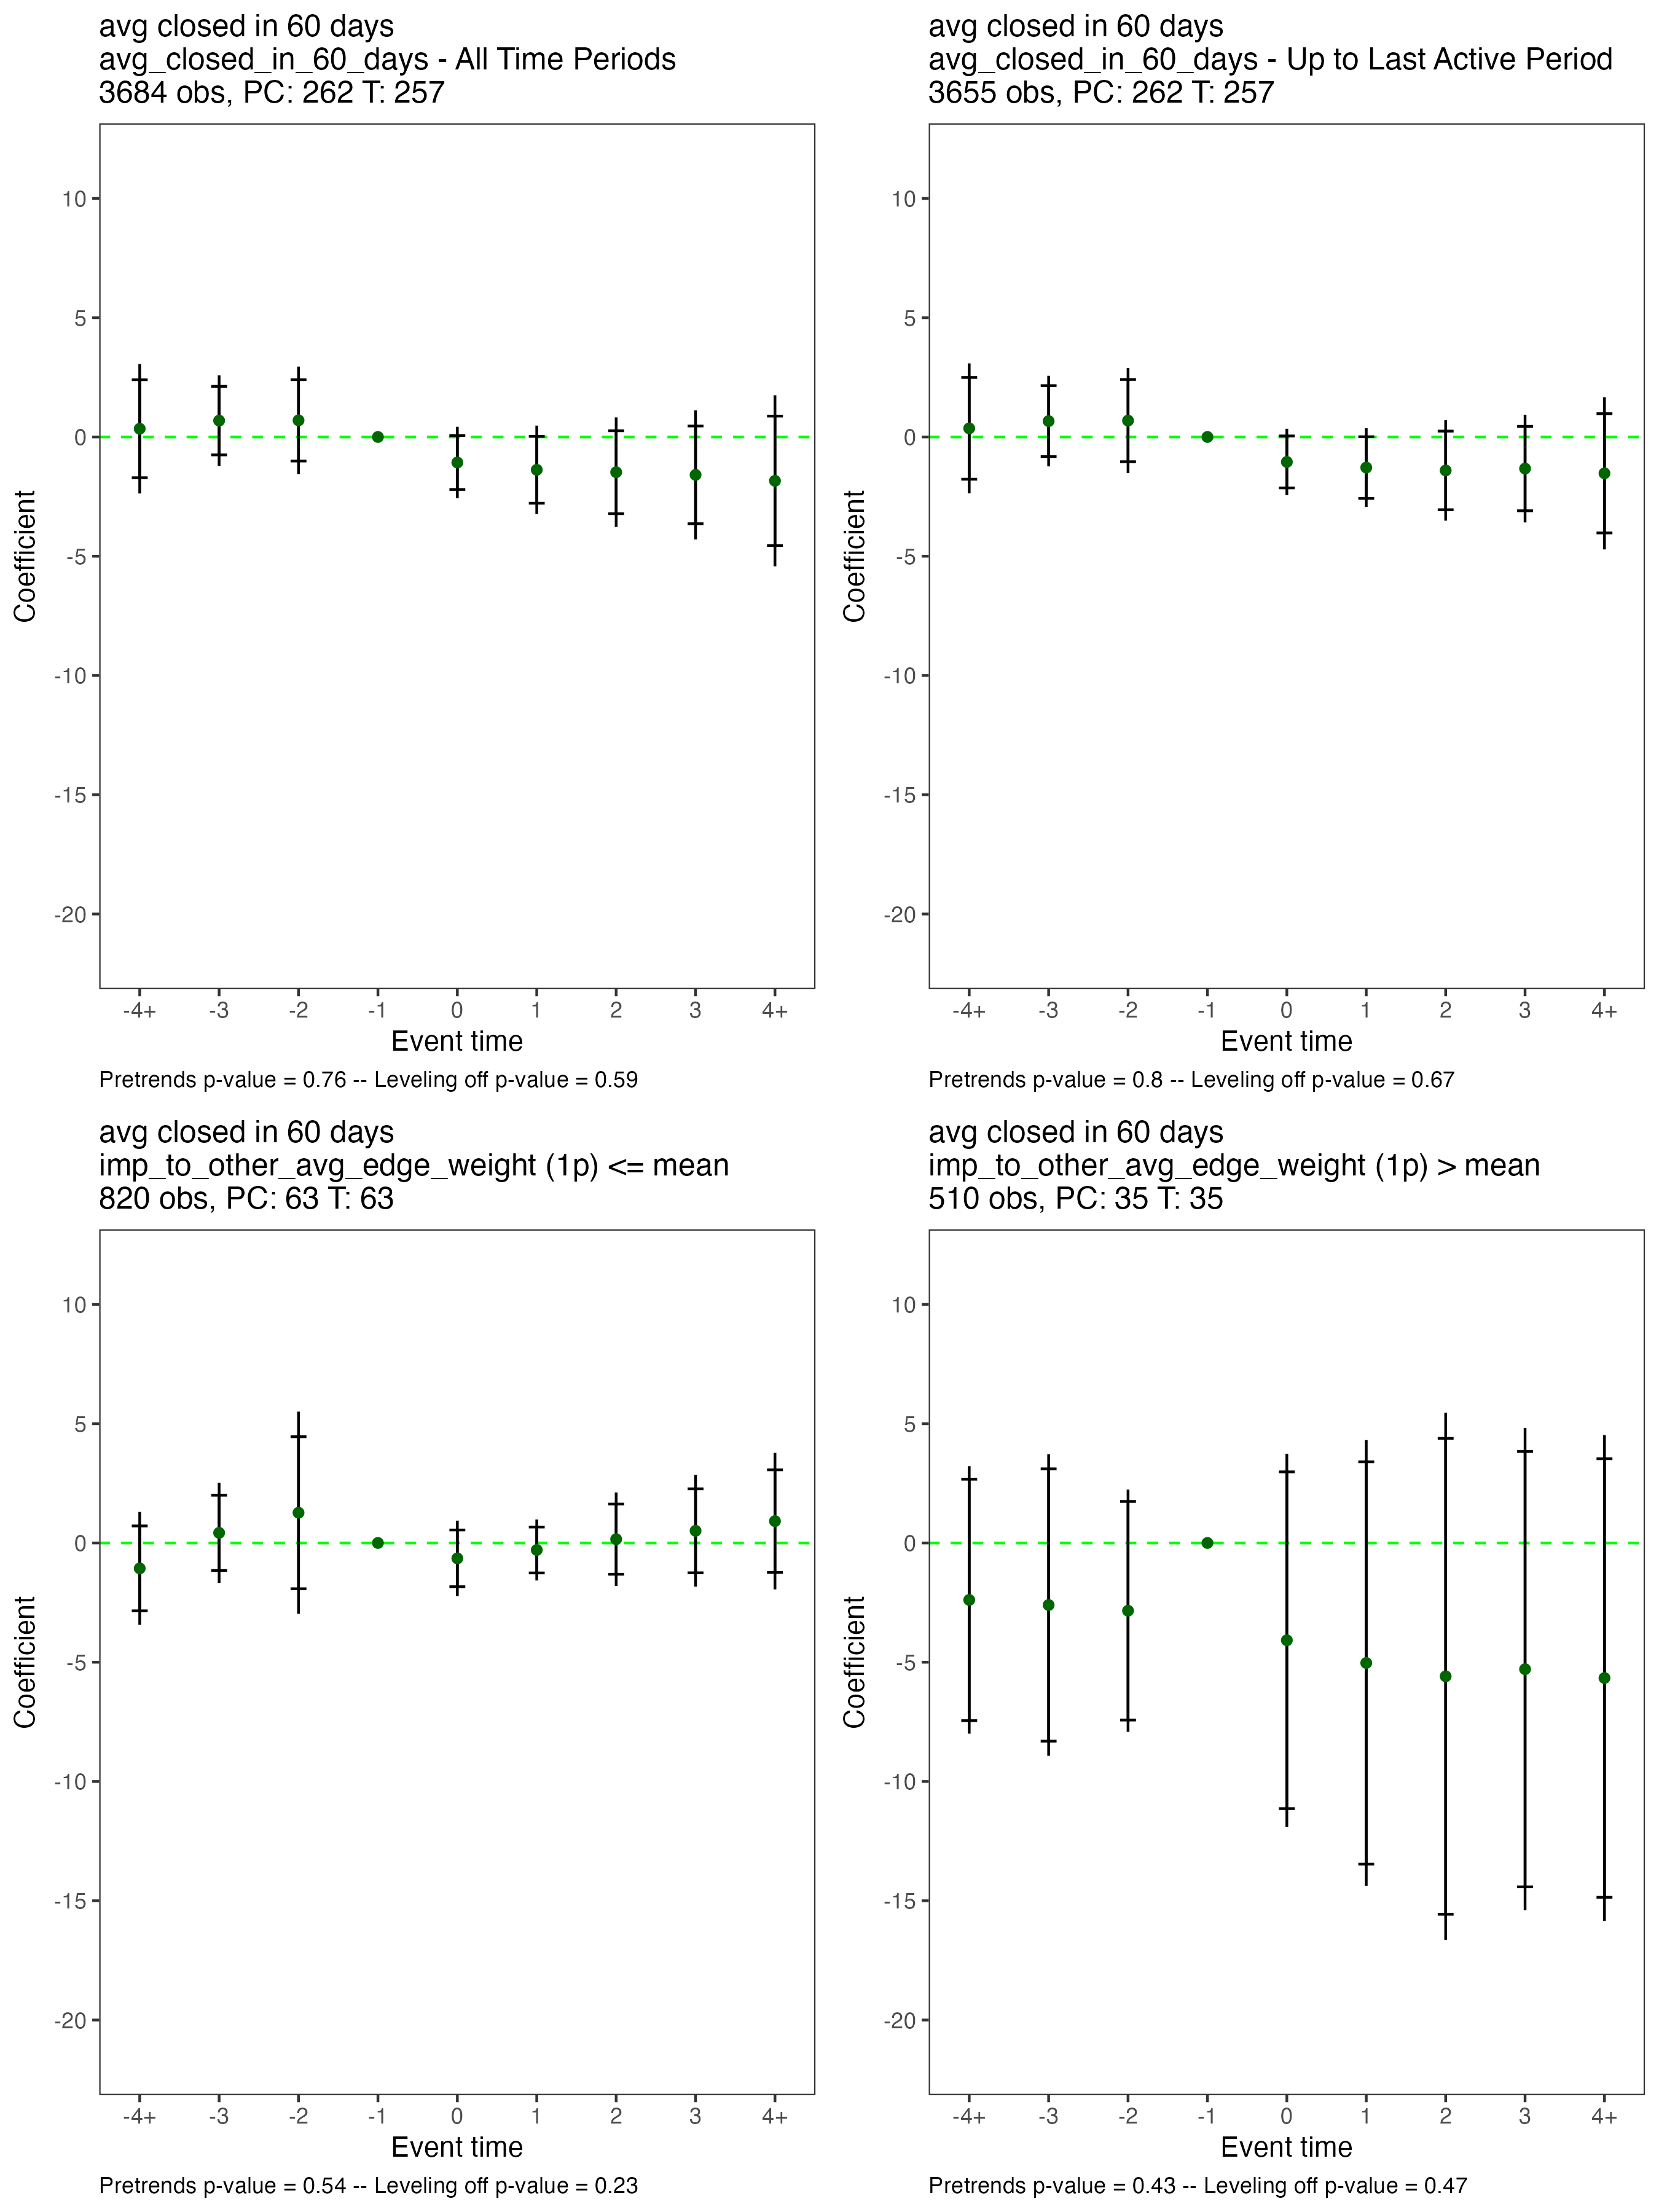 avg closed in 60 days
avg_closed_in_60_days - All Time Periods
3684 obs, PC: 262 T: 257
10
5
0
-5
-10
-15
-20
Coefficient
-4+ -3 -2 -1 0 1 2 3 4+
Event time
Pretrends p-value = 0.76 -- Leveling off p-value = 0.59
avg closed in 60 days
avg_closed_in_60_days - Up to Last Active Period
3655 obs, PC: 262 T: 257
10
5
0
-5
-10
-15
-20
Coefficient
-4+ -3 -2 -1 0 1 2 3 4+
Event time
Pretrends p-value = 0.8 -- Leveling off p-value = 0.67
avg closed in 60 days
imp_to_other_avg_edge_weight (1p) <= mean
820 obs, PC: 63 T: 63
10
5
0
-5
-10
-15
-20
Coefficient
-4+ -3 -2 -1 0 1 2 3 4+
Event time
Pretrends p-value = 0.54 -- Leveling off p-value = 0.23
avg closed in 60 days
imp_to_other_avg_edge_weight (1p) > mean
510 obs, PC: 35 T: 35
10
5
0
-5
-10
-15
-20
Coefficient
-4+ -3 -2 -1 0 1 2 3 4+
Event time
Pretrends p-value = 0.43 -- Leveling off p-value = 0.47